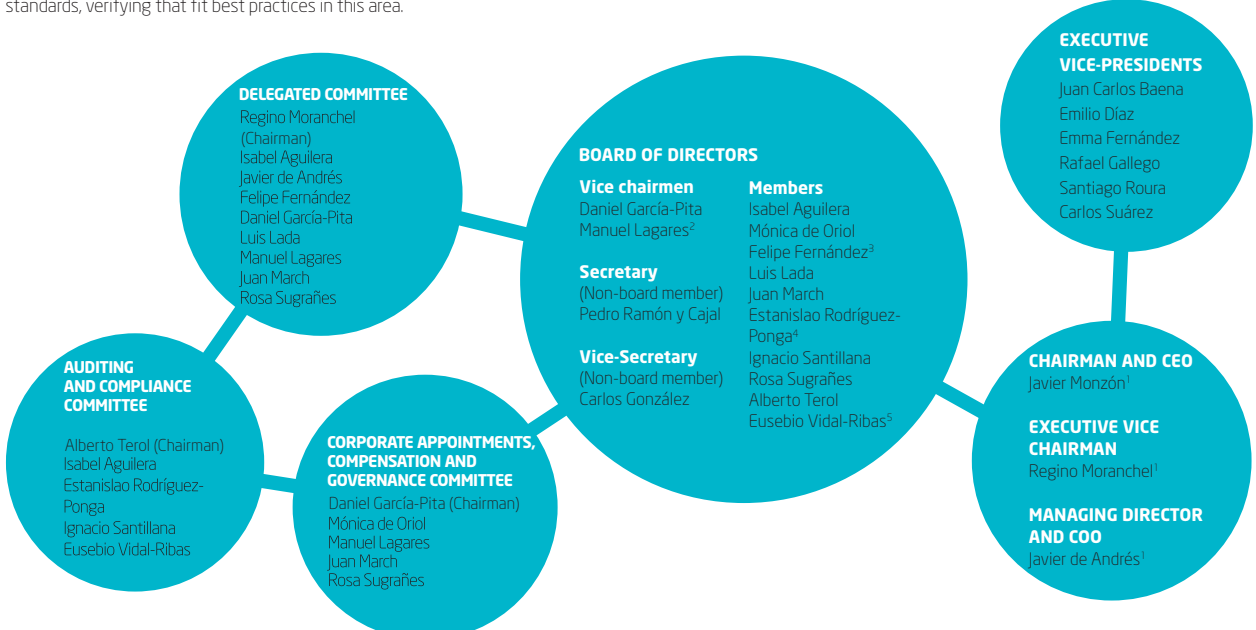 standards, verifying that fit best practices in this area.
DELEGATED COMMITTEE
Regino Moranchel
(Chairman)
Isabel Aguilera
Javier de Andrés
Felipe Fernández
Daniel García-Pita
Luis Lada
Manuel Lagares
Juan March
Rosa Sugrañes
AUDITING
AND COMPLIANCE
COMMITTEE
Alberto Terol (Chairman)
Isabel Aguilera
Estanislao Rodríguez-
Ponga
Ignacio Santillana
Eusebio Vidal-Ribas
CORPORATE APPOINTMENTS,
COMPENSATION AND
GOVERNANCE COMMITTEE
Daniel García-Pita (Chairman)
Mónica de Oriol
Manuel Lagares
Juan March
Rosa Sugrañes
BOARD OF DIRECTORS
Vice chairmen
Daniel García-Pita
Manuel Lagares²
Secretary
(Non-board member)
Pedro Ramón y Cajal
Vice-Secretary
(Non-board member)
Carlos González
Members
Isabel Aguilera
Mónica de Oriol
Felipe Fernández³
Luis Lada
Juan March
Estanislao Rodríguez-
Ponga⁴
Ignacio Santillana
Rosa Sugrañes
Alberto Terol
Eusebio Vidal-Ribas⁵
EXECUTIVE
VICE-PRESIDENTS
Juan Carlos Baena
Emilio Díaz
Emma Fernández
Rafael Gallego
Santiago Roura
Carlos Suárez
CHAIRMAN AND CEO
Javier Monzón¹
EXECUTIVE VICE
CHAIRMAN
Regino Moranchel¹
MANAGING DIRECTOR
AND COO
Javier de Andrés¹